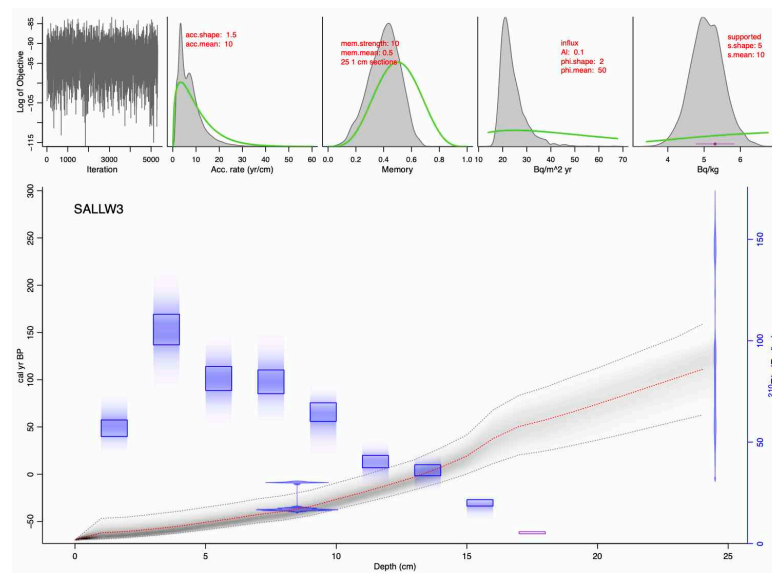 -85
-90
-95
-105
-115
Log of Objective
0 1000 3000 5000
Iteration
acc.shape: 1.5
acc.mean: 10
0 10 20 30 40 50 60
Acc. rate (yr/cm)
mem.strength: 10
mem.mean: 0.5
25 1 cm sections
0.0 0.2 0.4 0.6 0.8 1.0
Memory
influx
Al: 0.1
phi.shape: 2
phi.mean: 50
10 20 30 40 50 60 70
Bq/m^2 yr
supported
s.shape: 5
s.mean: 10
4 5 6
Bq/kg
SALLW3
300
250
200
150
100
50
0
-50
cal yr BP
0 5 10 15 20 25
Depth (cm)
150
100
50
0